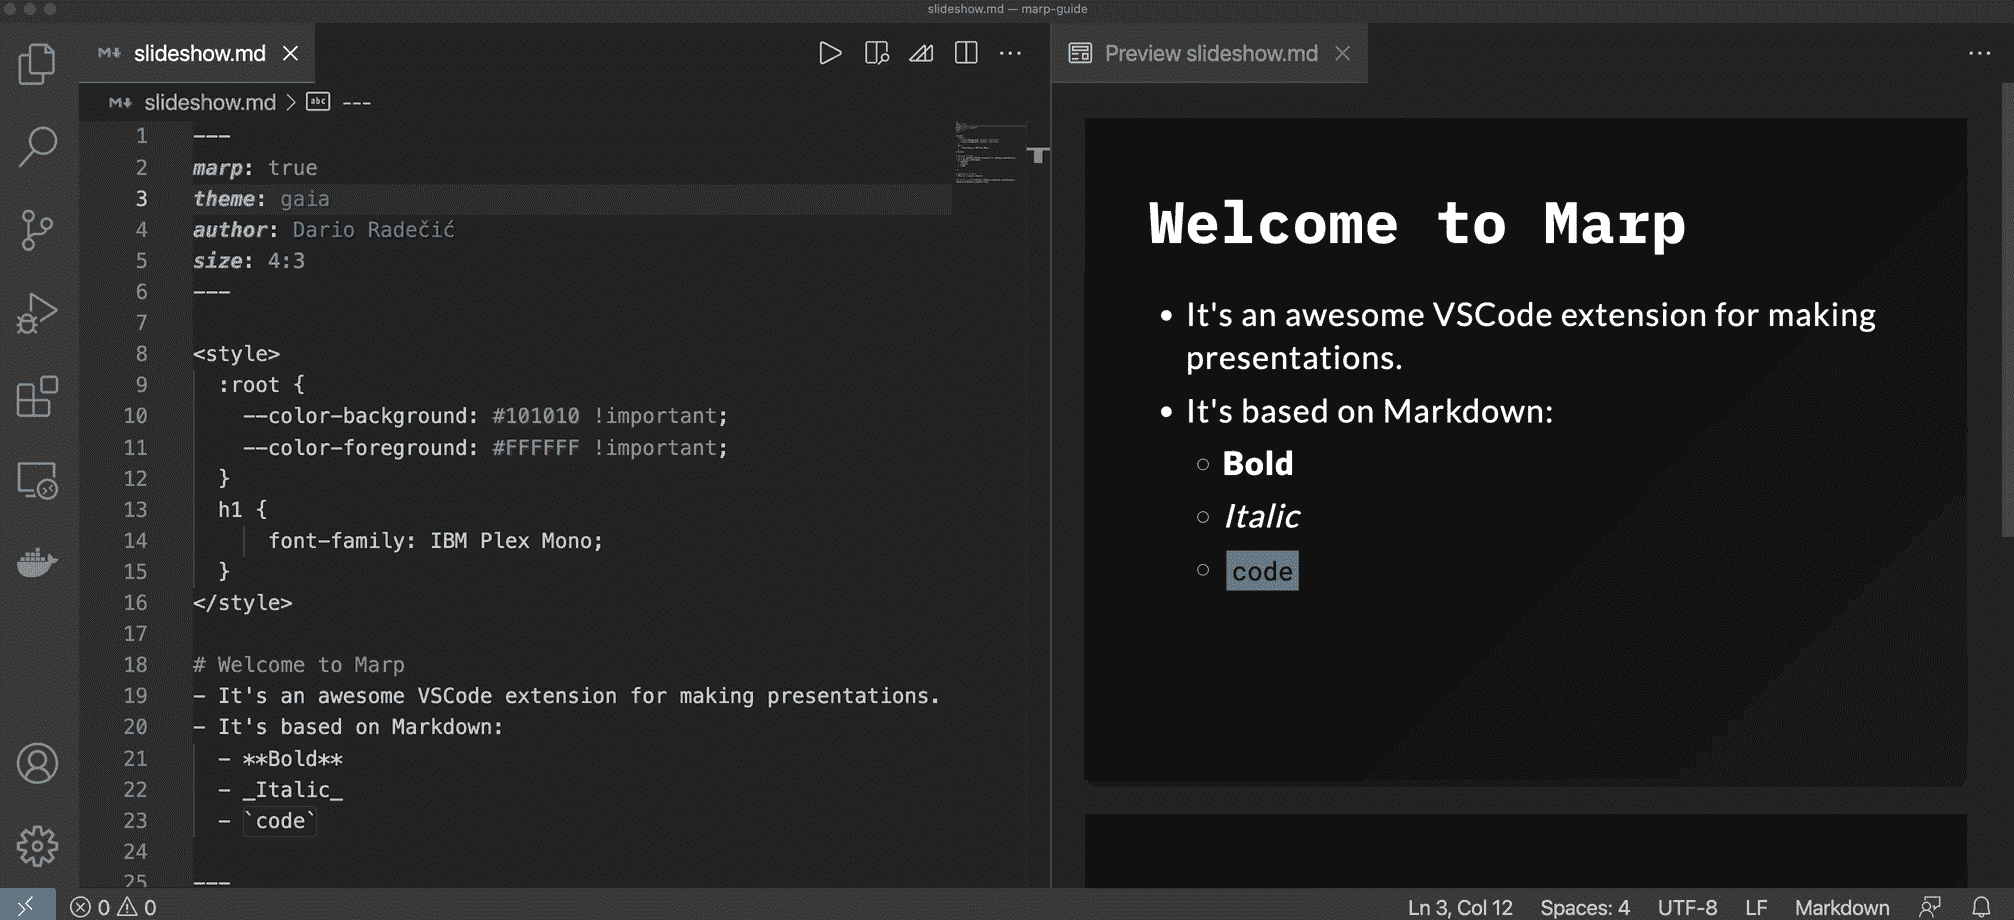 slideshow.md — marp-guide
slideshow.md
Preview slideshow.md
slideshow.md > abc ---
1 ---
2 marp: true
3 theme: gaia
4 author: Dario Radečić
5 size: 4:3
6 ---
7
8 <style>
9 :root {
10 --color-background: #101010 !important;
11 --color-foreground: #FFFFFF !important;
12 }
13 h1 {
14 font-family: IBM Plex Mono;
15 }
16 </style>
17
18 # Welcome to Marp
19 - It's an awesome VSCode extension for making presentations.
20 - It's based on Markdown:
21 - **Bold**
22 - _Italic_
23 - `code`
24
25 ---
Welcome to Marp
• It's an awesome VSCode extension for making
presentations.
• It's based on Markdown:
○ Bold
○ Italic
○ code
0 0
Ln 3, Col 12 Spaces: 4 UTF-8 LF Markdown